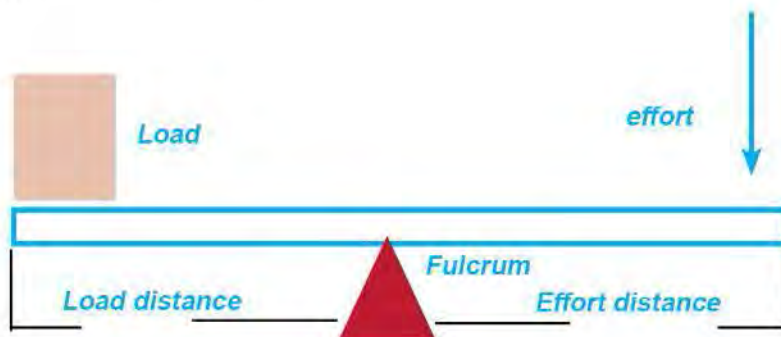 Load
effort
Fulcrum
Load distance
Effort distance